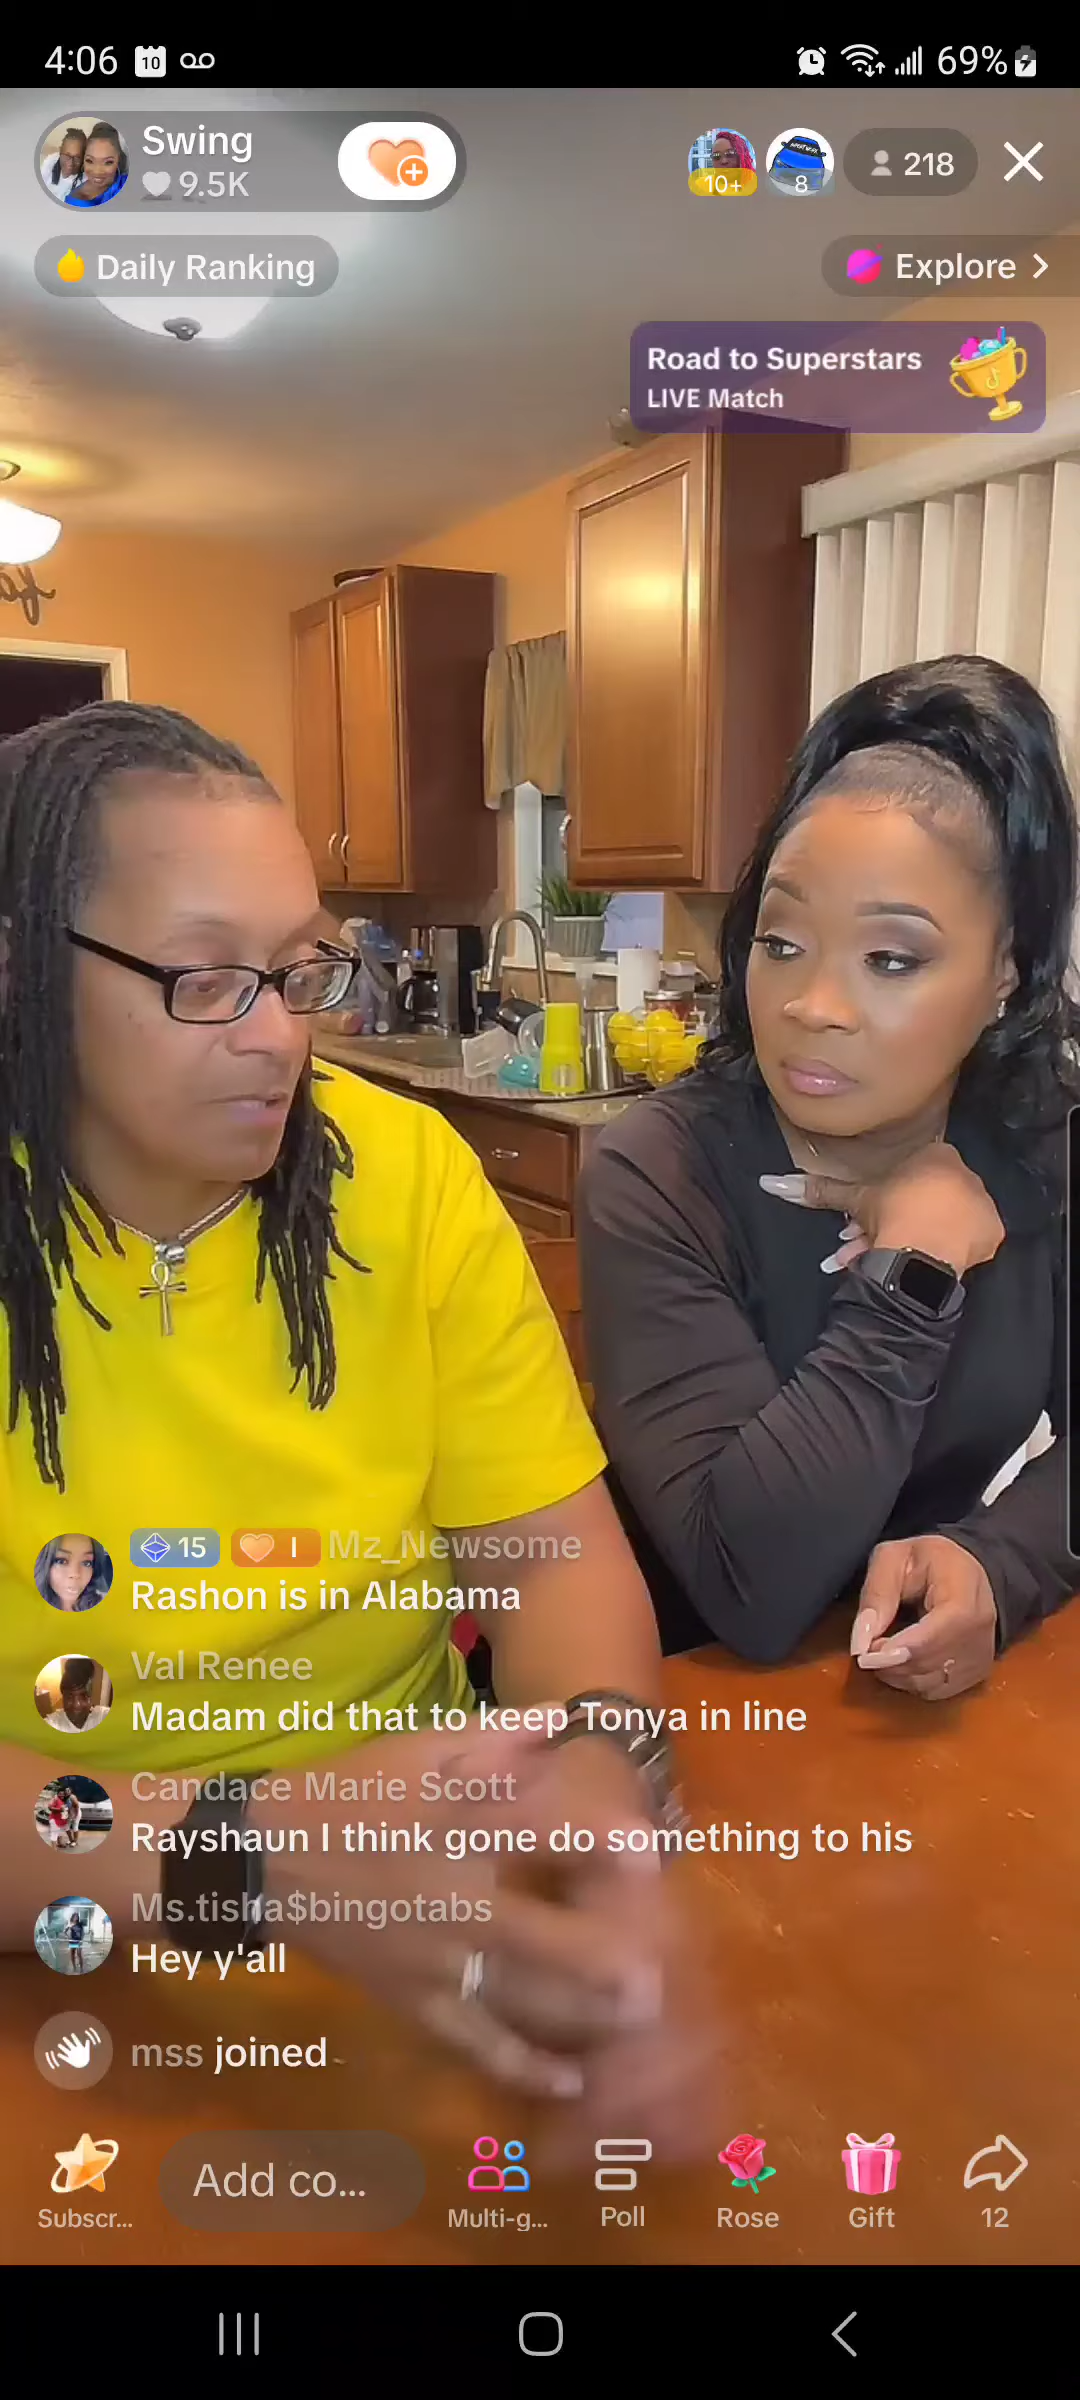 4:06
10
69%
Swing
9.5K
10+
8
218
Daily Ranking
Explore
Road to Superstars
LIVE Match
15 I Mz_Newsome
Rashon is in Alabama
Val Renee
Madam did that to keep Tonya in line
Candace Marie Scott
Rayshaun I think gone do something to his
Ms.tisha$bingotabs
Hey y'all
mss joined
Add co...
Subscr...
Multi-g...
Poll
Rose
Gift
12